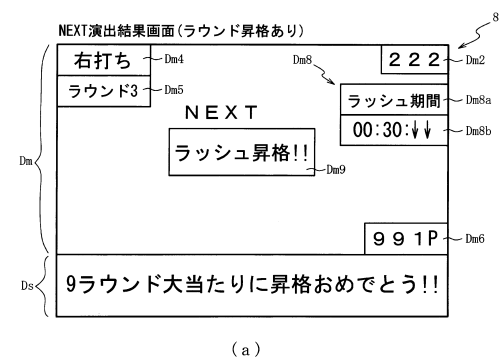 NEXT演出結果画面(ラウンド昇格あり)
8
右打ち
Dm4
Dm8
222
Dm2
ラウンド3
Dm5
ラッシュ期間
Dm8a
NEXT
00:30:↓↓
Dm8b
ラッシュ昇格!!
Dm9
Dm
991P
Dm6
Ds
9ラウンド大当たりに昇格おめでとう!!
(a)